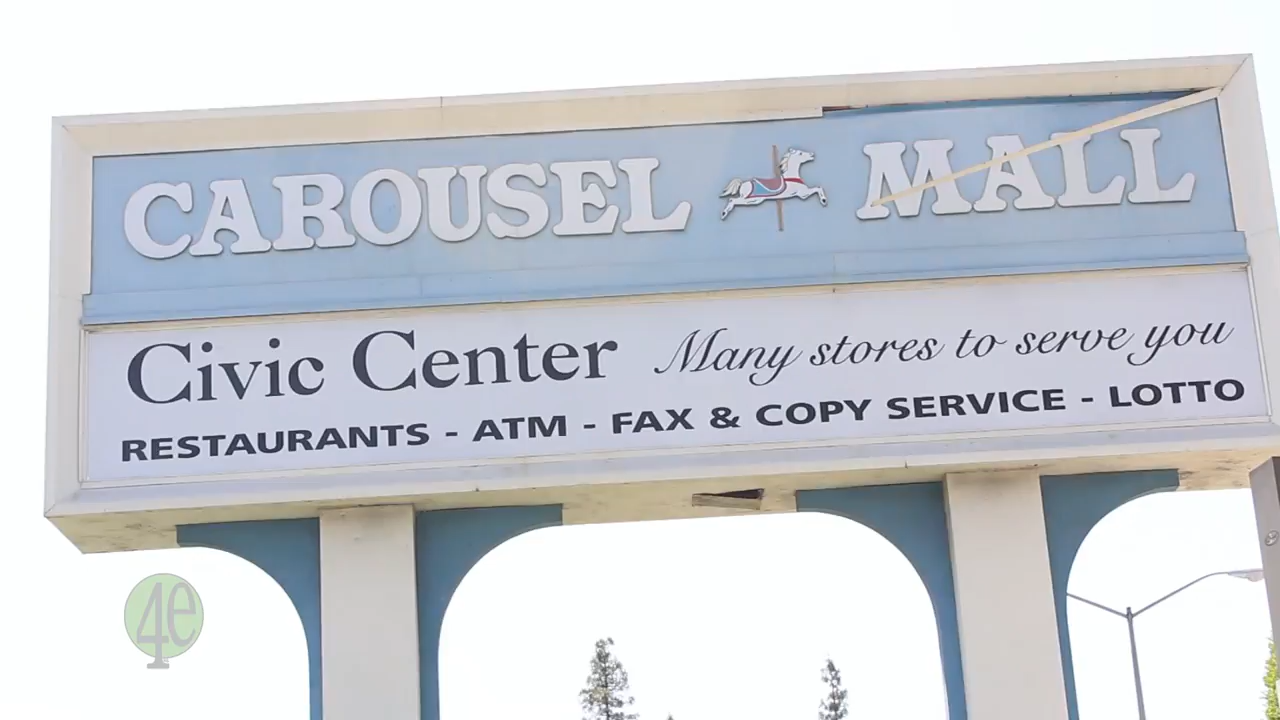 CAROUSEL MALL
Civic Center Many stores to serve you
RESTAURANTS - ATM - FAX & COPY SERVICE - LOTTO
4e